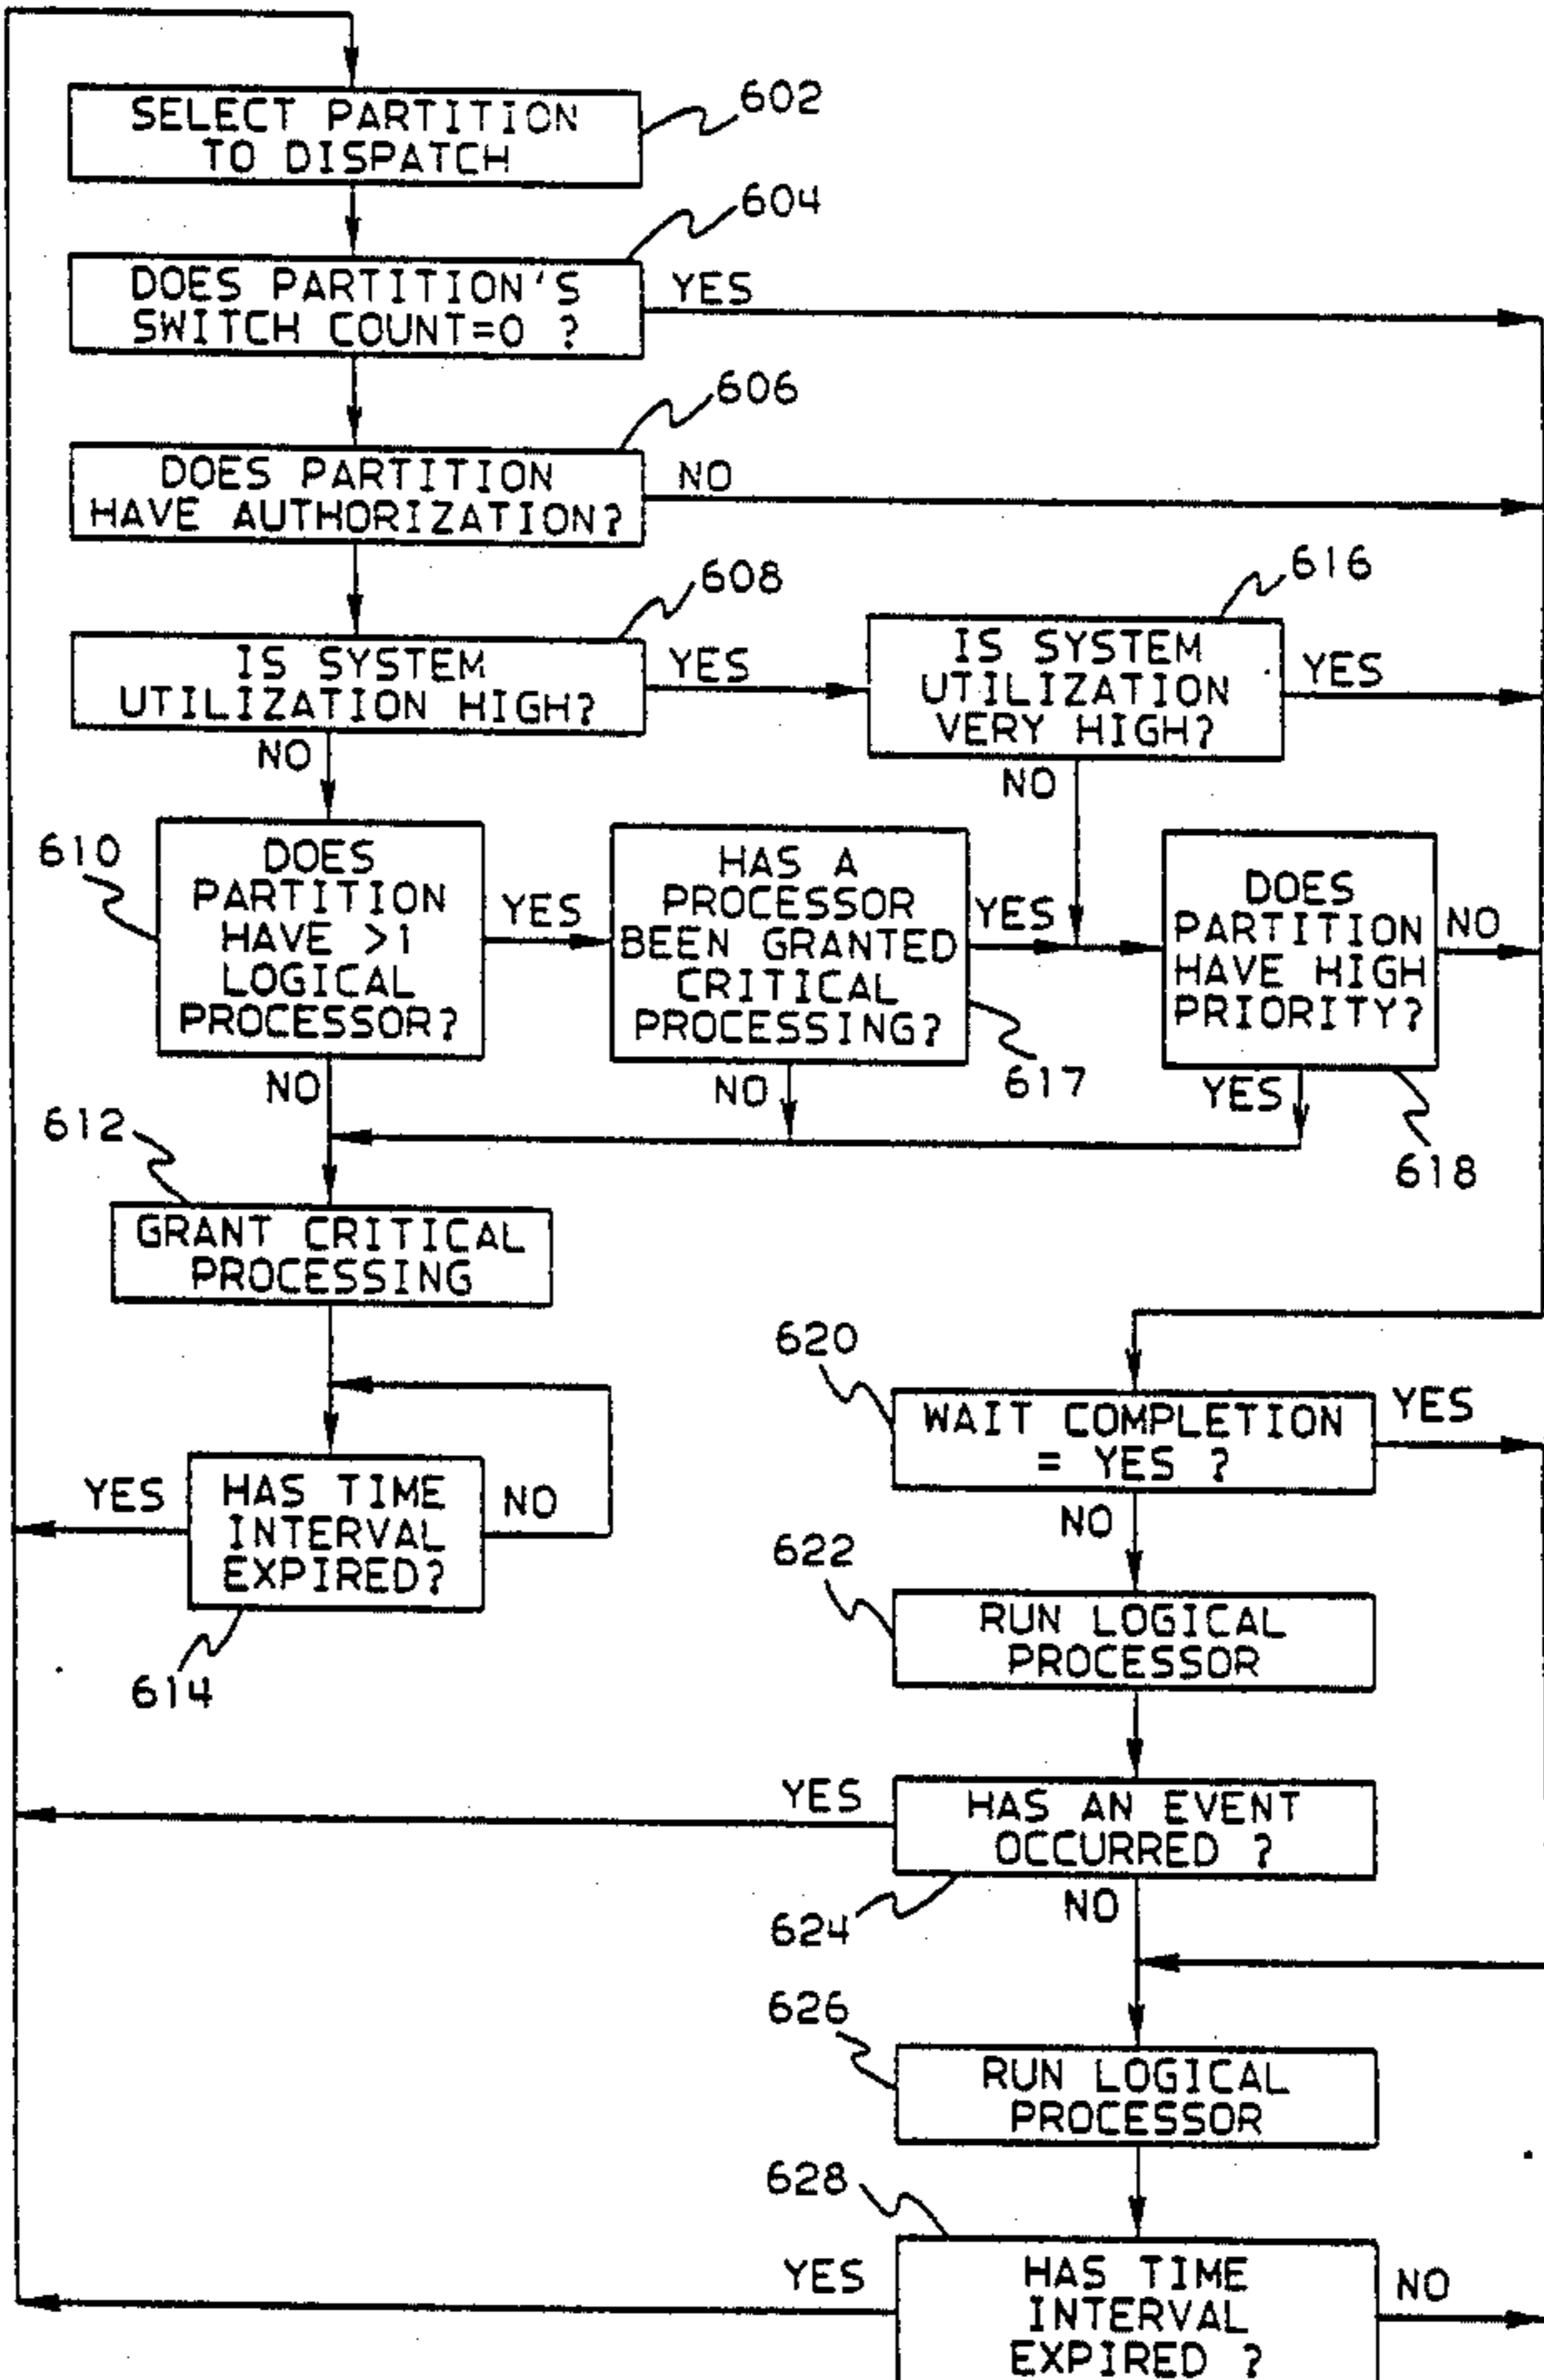 SELECT PARTITION
TO DISPATCH
602
DOES PARTITION'S
SWITCH COUNT=0 ?
604
YES
DOES PARTITION
HAVE AUTHORIZATION?
606
NO
IS SYSTEM
UTILIZATION HIGH?
608
YES
NO
IS SYSTEM
UTILIZATION
VERY HIGH?
616
YES
NO
610
DOES
PARTITION
HAVE >1
LOGICAL
PROCESSOR?
YES
NO
HAS A
PROCESSOR
BEEN GRANTED
CRITICAL
PROCESSING?
YES
617
NO
DOES
PARTITION
HAVE HIGH
PRIORITY?
NO
YES
618
612
GRANT CRITICAL
PROCESSING
YES
HAS TIME
INTERVAL
EXPIRED?
NO
614
620
WAIT COMPLETION
= YES ?
YES
NO
622
RUN LOGICAL
PROCESSOR
YES
HAS AN EVENT
OCCURRED ?
624
NO
626
RUN LOGICAL
PROCESSOR
628
YES
HAS TIME
INTERVAL
EXPIRED ?
NO